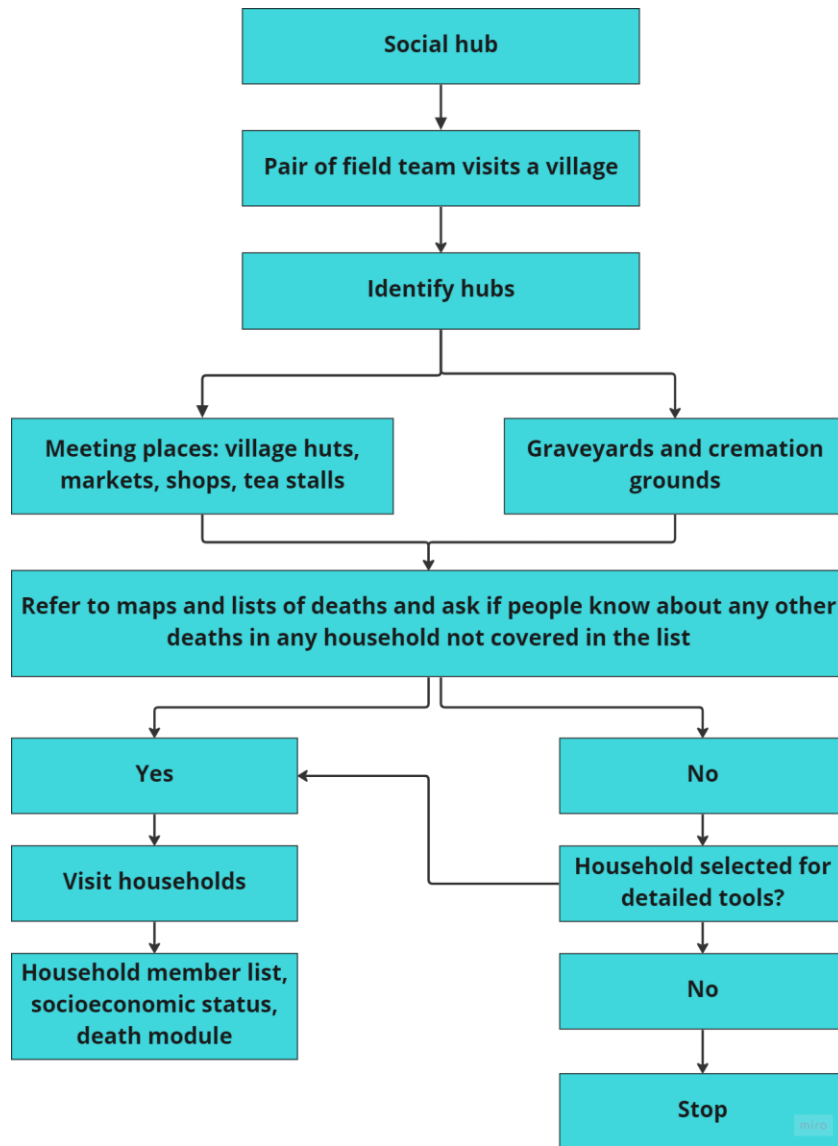 Social hub
Pair of field team visits a village
Identify hubs
Meeting places: village huts,
markets, shops, tea stalls
Graveyards and cremation
grounds
Refer to maps and lists of deaths and ask if people know about any other
deaths in any household not covered in the list
Yes
No
Visit households
Household selected for
detailed tools?
Household member list,
socioeconomic status,
death module
No
Stop
miro